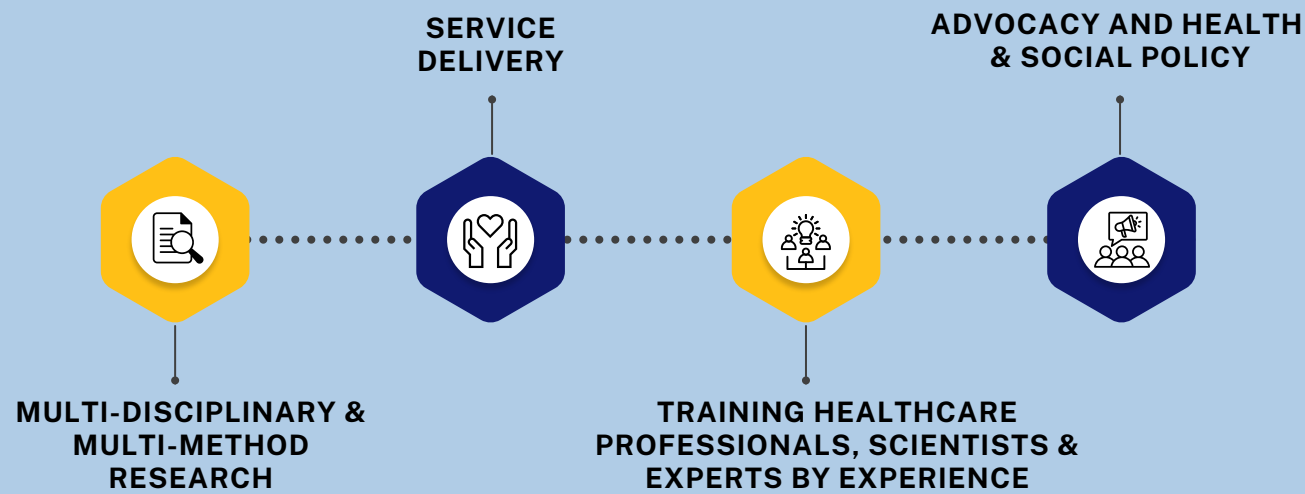 SERVICE
DELIVERY
ADVOCACY AND HEALTH
& SOCIAL POLICY
MULTI-DISCIPLINARY &
MULTI-METHOD
RESEARCH
TRAINING HEALTHCARE
PROFESSIONALS, SCIENTISTS &
EXPERTS BY EXPERIENCE